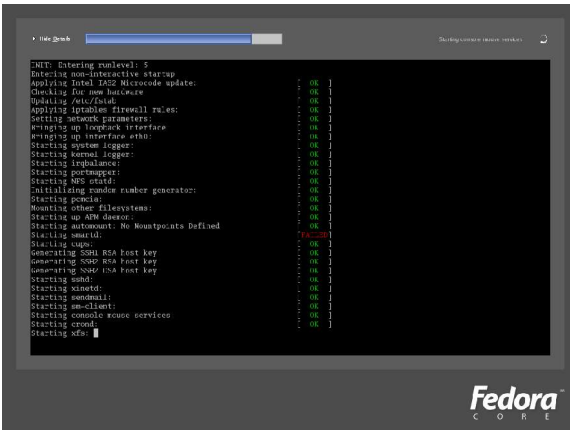 Hide Details
Starting console mouse services
INIT: Entering runlevel: 5
Entering non-interactive startup
Applying Intel IA32 Microcode update: [ OK ]
Checking for new hardware [ OK ]
Updating /etc/fstab [ OK ]
Applying iptables firewall rules: [ OK ]
Setting network parameters: [ OK ]
Bringing up loopback interface [ OK ]
Bringing up interface eth0: [ OK ]
Starting system logger: [ OK ]
Starting kernel logger: [ OK ]
Starting irqbalance: [ OK ]
Starting portmapper: [ OK ]
Starting NFS statd: [ OK ]
Initializing random number generator: [ OK ]
Starting pcmcia: [ OK ]
Mounting other filesystems: [ OK ]
Starting up APM daemon: [ OK ]
Starting automount: No Mountpoints Defined [ OK ]
Starting smartd: [FAILED]
Starting cups: [ OK ]
Generating SSH1 RSA host key [ OK ]
Generating SSH2 RSA host key [ OK ]
Generating SSH2 DSA host key [ OK ]
Starting sshd: [ OK ]
Starting xinetd: [ OK ]
Starting sendmail: [ OK ]
Starting sm-client: [ OK ]
Starting console mouse services [ OK ]
Starting crond: [ OK ]
Starting xfs:
Fedora™
CORE